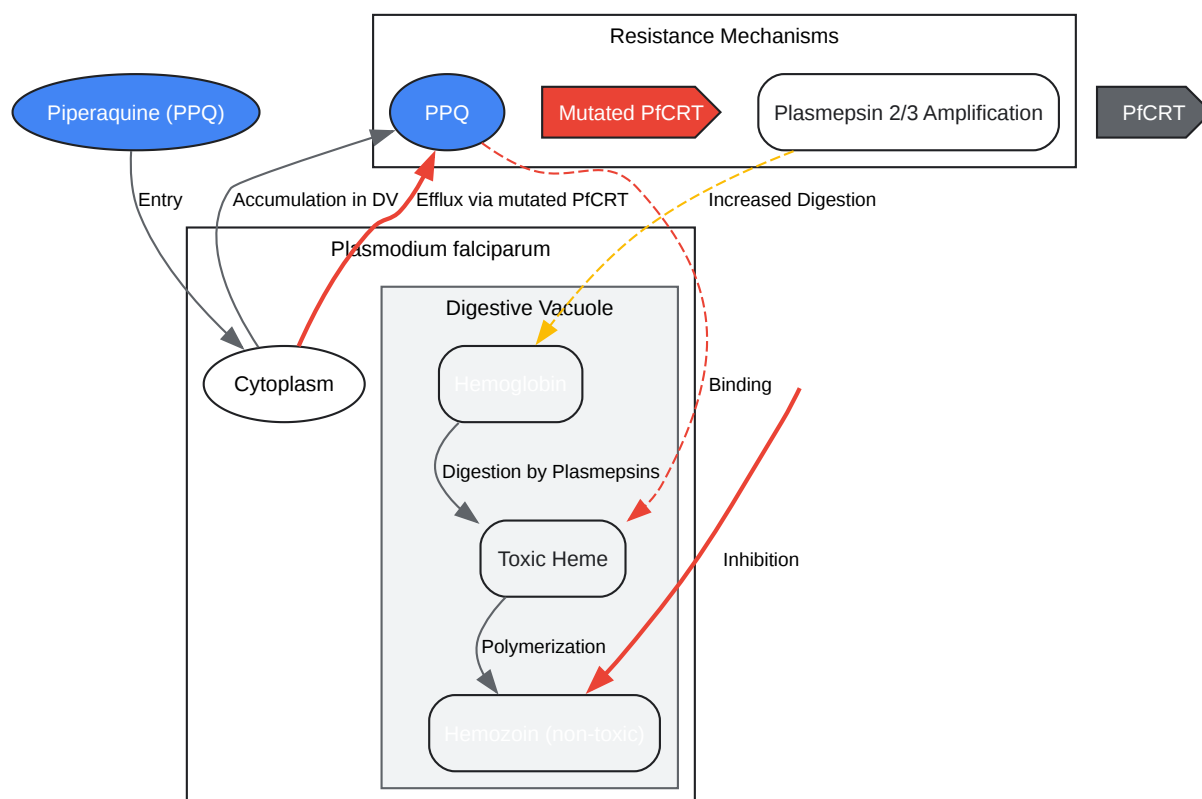 Resistance Mechanisms
Piperaquine (PPQ)
PPQ
Mutated PfCRT
Plasmepsin 2/3 Amplification
PfCRT
Entry
Accumulation in DV
Efflux via mutated PfCRT
Increased Digestion
Plasmodium falciparum
Digestive Vacuole
Cytoplasm
Hemoglobin
Binding
Digestion by Plasmepsins
Toxic Heme
Inhibition
Polymerization
Hemozoin (non-toxic)